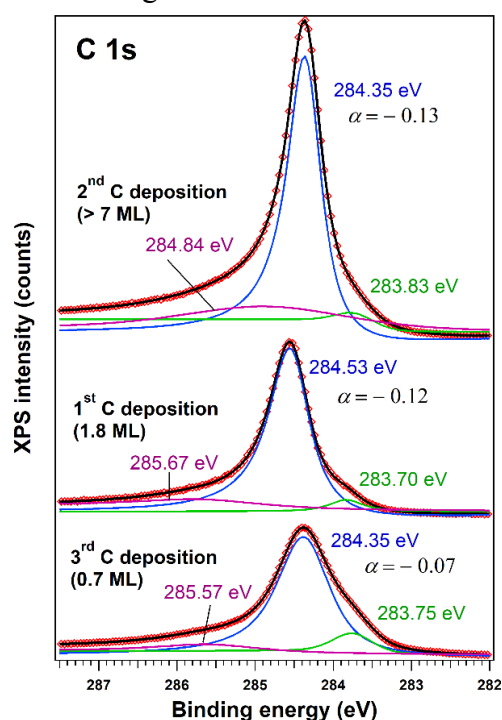 C 1s
284.35 eV
α = − 0.13
2nd C deposition
(> 7 ML)
284.84 eV
283.83 eV
284.53 eV
α = − 0.12
1st C deposition
(1.8 ML)
285.67 eV
283.70 eV
284.35 eV
α = − 0.07
3rd C deposition
(0.7 ML)
285.57 eV
283.75 eV
XPS intensity (counts)
287 286 285 284 283 282
Binding energy (eV)